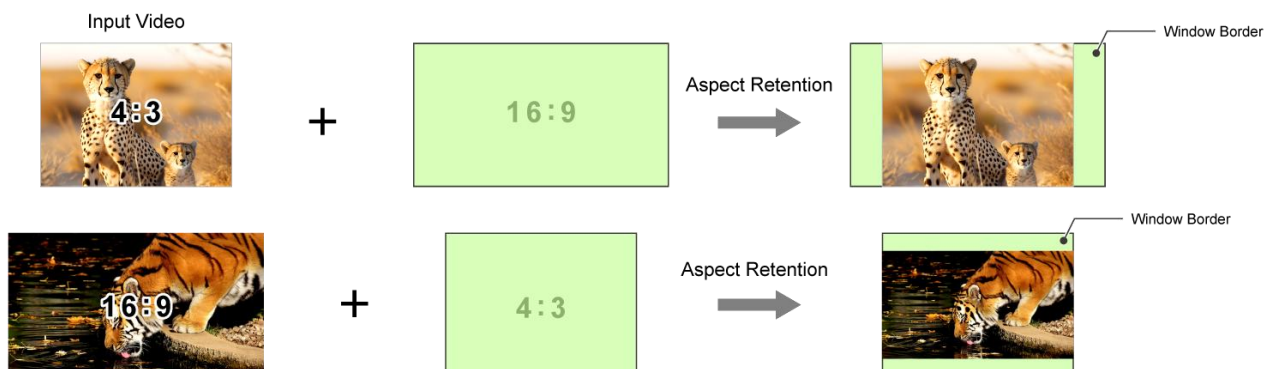 Input Video
Window Border
4:3
+
16:9
Aspect Retention
Window Border
16:9
+
4:3
Aspect Retention